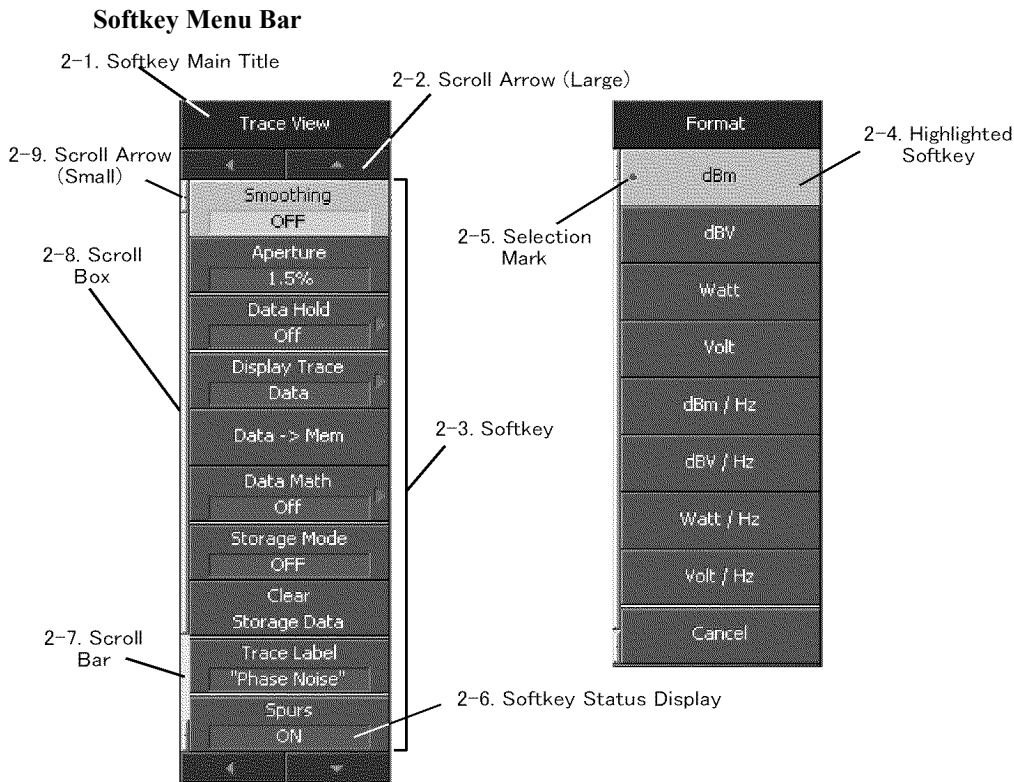 Softkey Menu Bar
2-1. Softkey Main Title
2-2. Scroll Arrow (Large)
Trace View
2-9. Scroll Arrow
(Small)
Smoothing
OFF
Aperture
1.5%
2-8. Scroll
Box
Data Hold
Off
Display Trace
Data
Data -> Mem
2-3. Softkey
Data Math
Off
Storage Mode
OFF
Clear
Storage Data
2-7. Scroll
Bar
Trace Label
"Phase Noise"
Spurs
ON
2-6. Softkey Status Display
Format
2-4. Highlighted
Softkey
dBm
2-5. Selection
Mark
dBV
Watt
Volt
dBm / Hz
dBV / Hz
Watt / Hz
Volt / Hz
Cancel